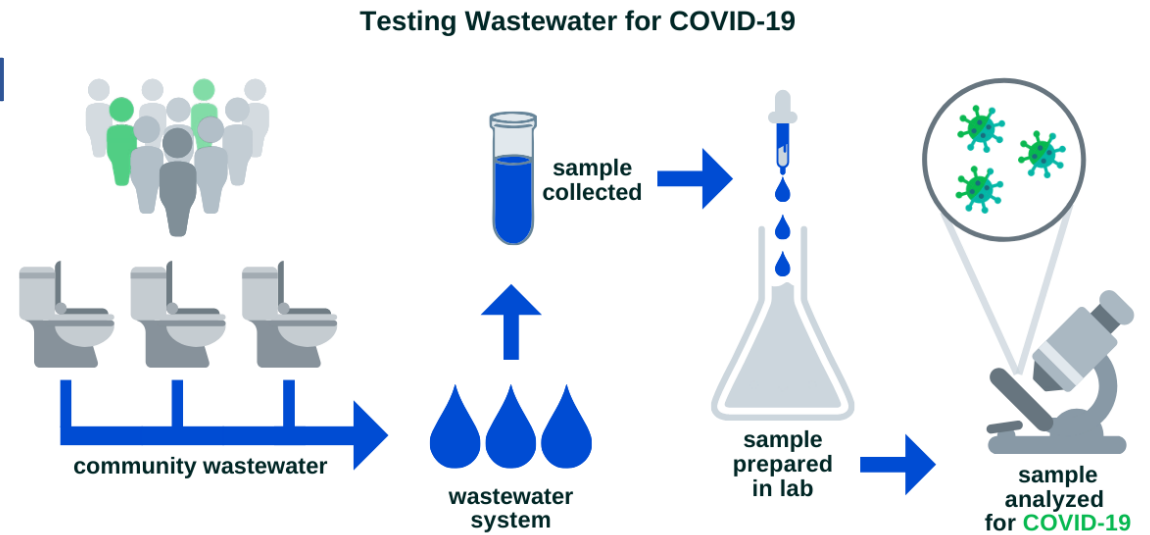 Testing Wastewater for COVID-19
community wastewater
wastewater
system
sample
collected
sample
prepared
in lab
sample
analyzed
for COVID-19